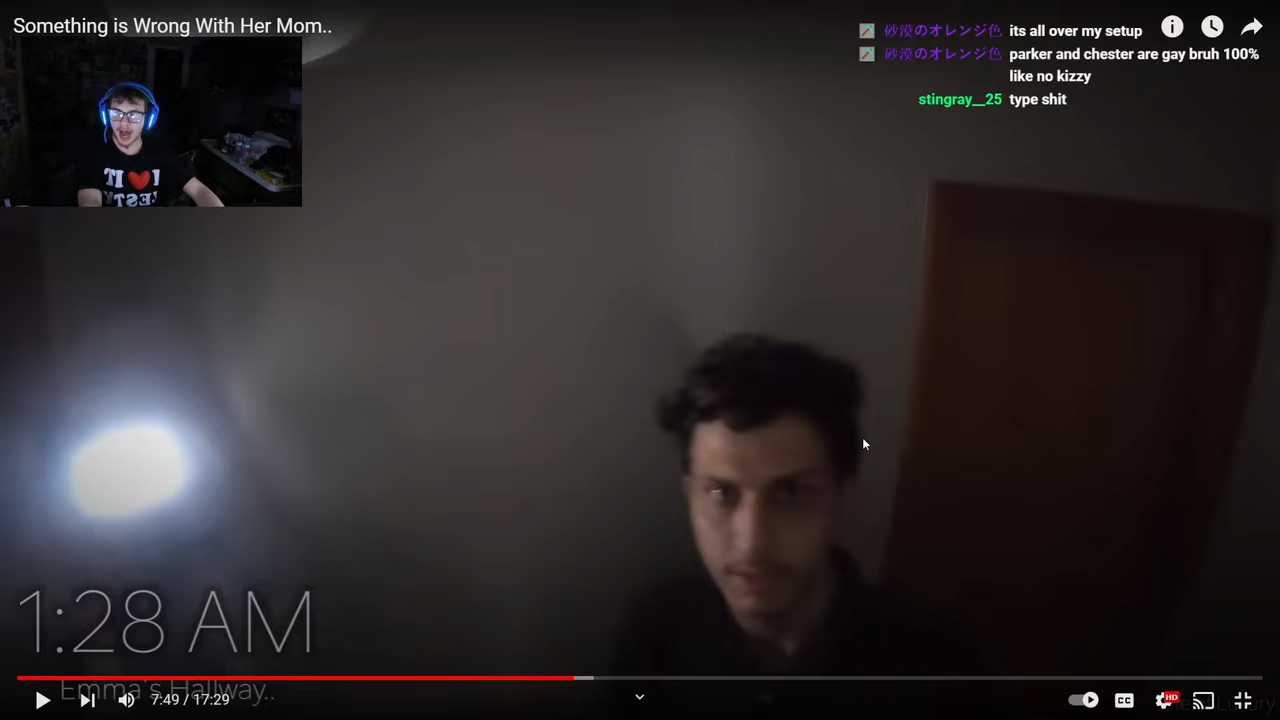 Something is Wrong With Her Mom..
砂漠のオレンジ色 its all over my setup
砂漠のオレンジ色 parker and chester are gay bruh 100%
like no kizzy
stingray__25 type shit
I ❤ IT
1:28 AM
Emma's Hallway..
7:49 / 17:29
CC
HD